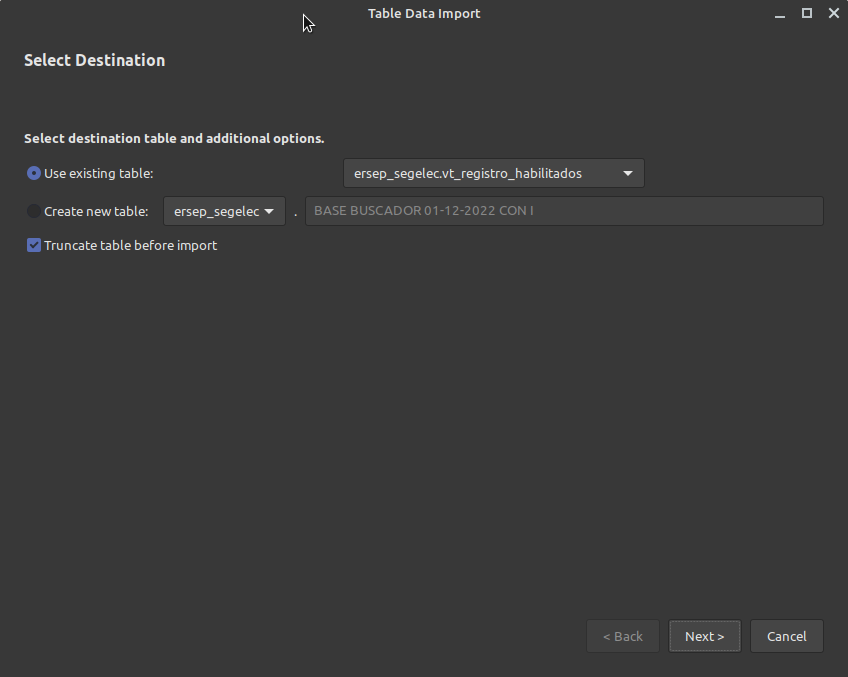 Table Data Import
Select Destination
Select destination table and additional options.
Use existing table: ersep_segelec.vt_registro_habilitados
Create new table: ersep_segelec . BASE BUSCADOR 01-12-2022 CON I
Truncate table before import
< Back Next > Cancel